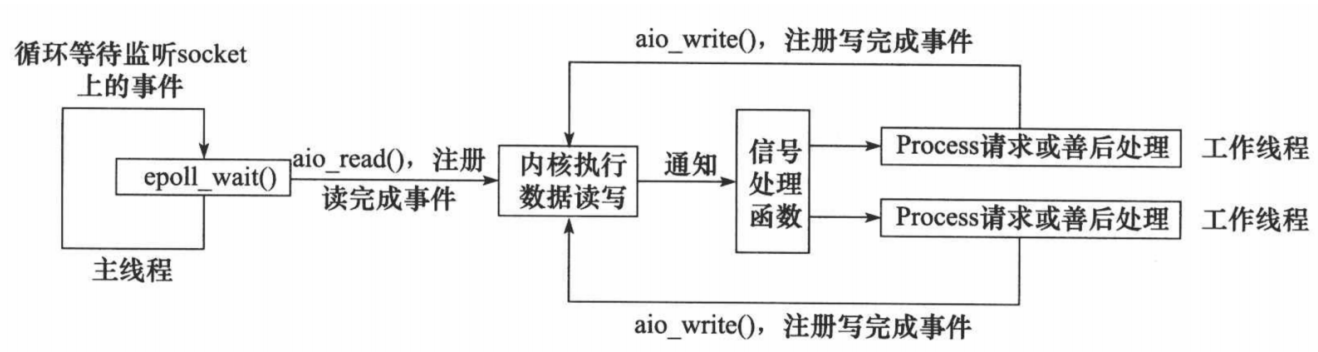 aio_write()，注册写完成事件
循环等待监听socket
上的事件
epoll_wait()
主线程
aio_read()，注册
读完成事件
内核执行
数据读写
通知
信号
处理
函数
Process请求或善后处理
工作线程
Process请求或善后处理
工作线程
aio_write()，注册写完成事件